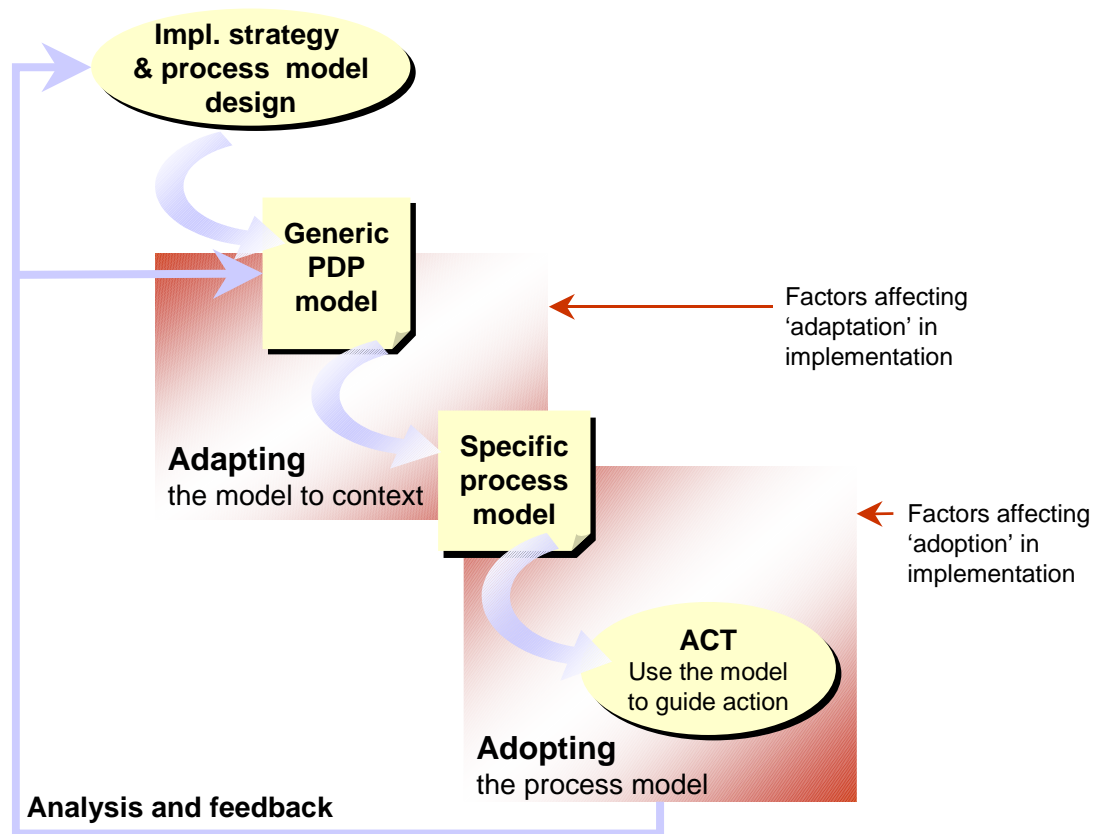 Impl. strategy
& process model
design
Generic
PDP
model
Factors affecting
‘adaptation’ in
implementation
Adapting
the model to context
Specific
process
model
Factors affecting
‘adoption’ in
implementation
ACT
Use the model
to guide action
Adopting
the process model
Analysis and feedback